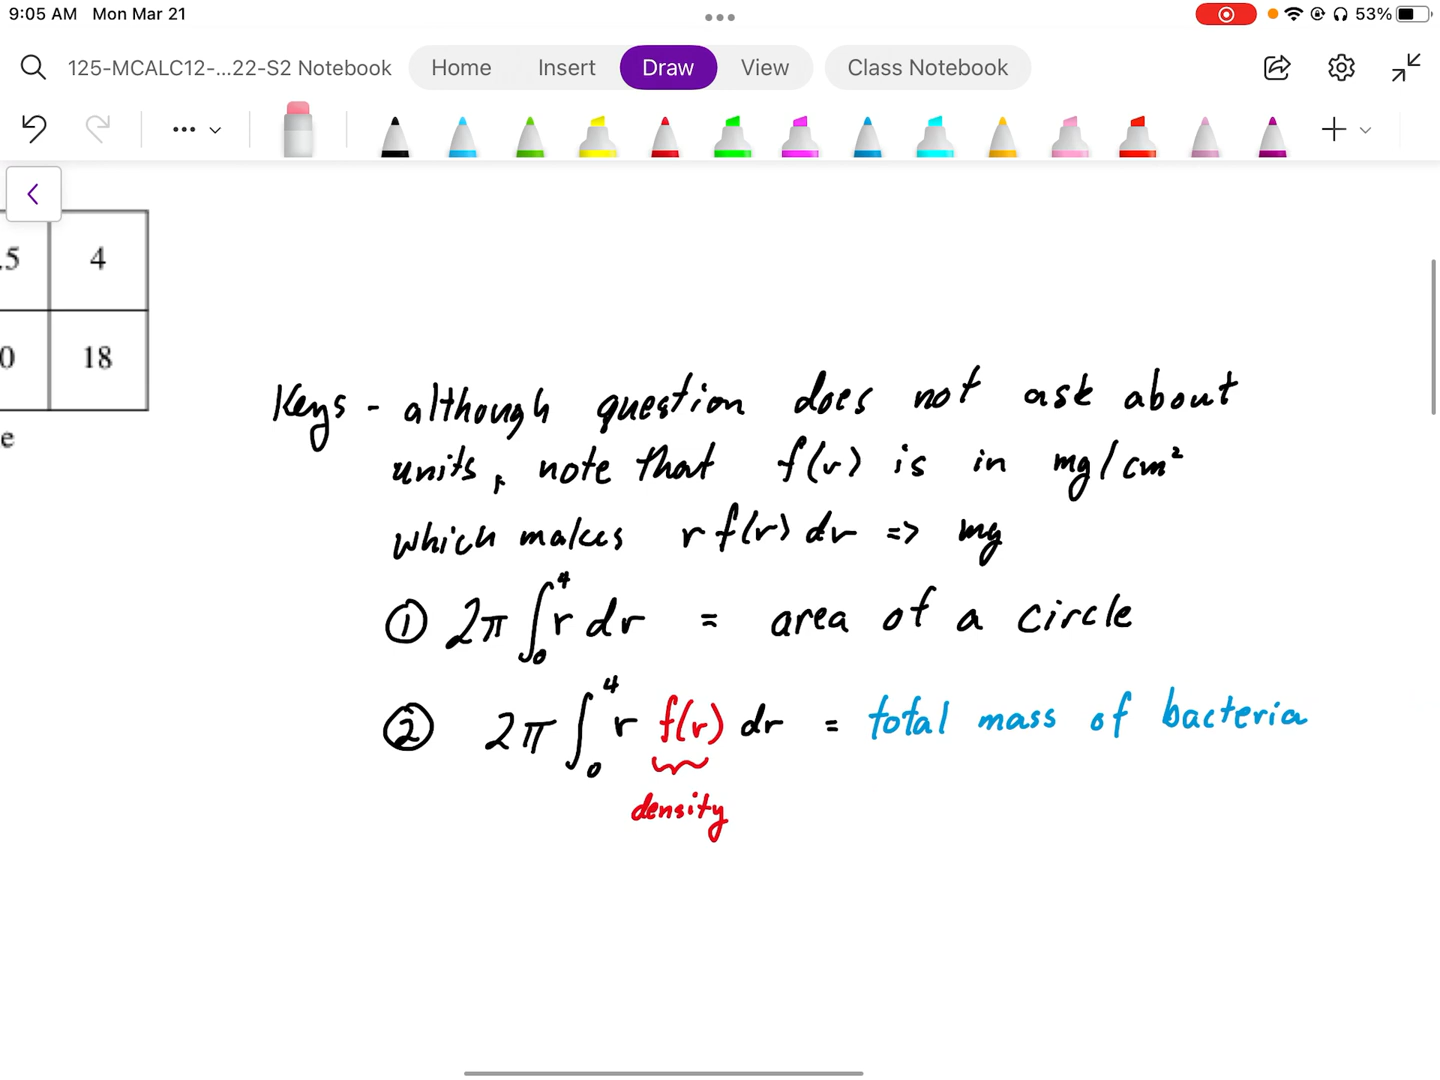 9:05 AM Mon Mar 21
53%
125-MCALC12-...22-S2 Notebook Home Insert Draw View Class Notebook
.5 4
0 18
e
Keys - although question does not ask about
units, note that f(r) is in mg/cm²
which makes r f(r) dr => mg
① 2π ∫₀⁴ r dr = area of a circle
② 2π ∫₀⁴ r f(r) dr = total mass of bacteria
density